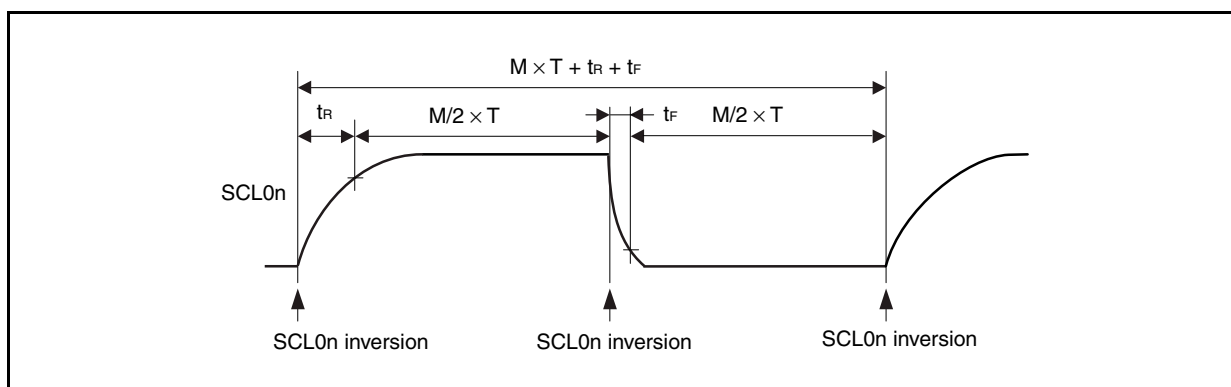 M × T + tR + tF
tR M/2 × T tF M/2 × T
SCL0n
SCL0n inversion SCL0n inversion SCL0n inversion